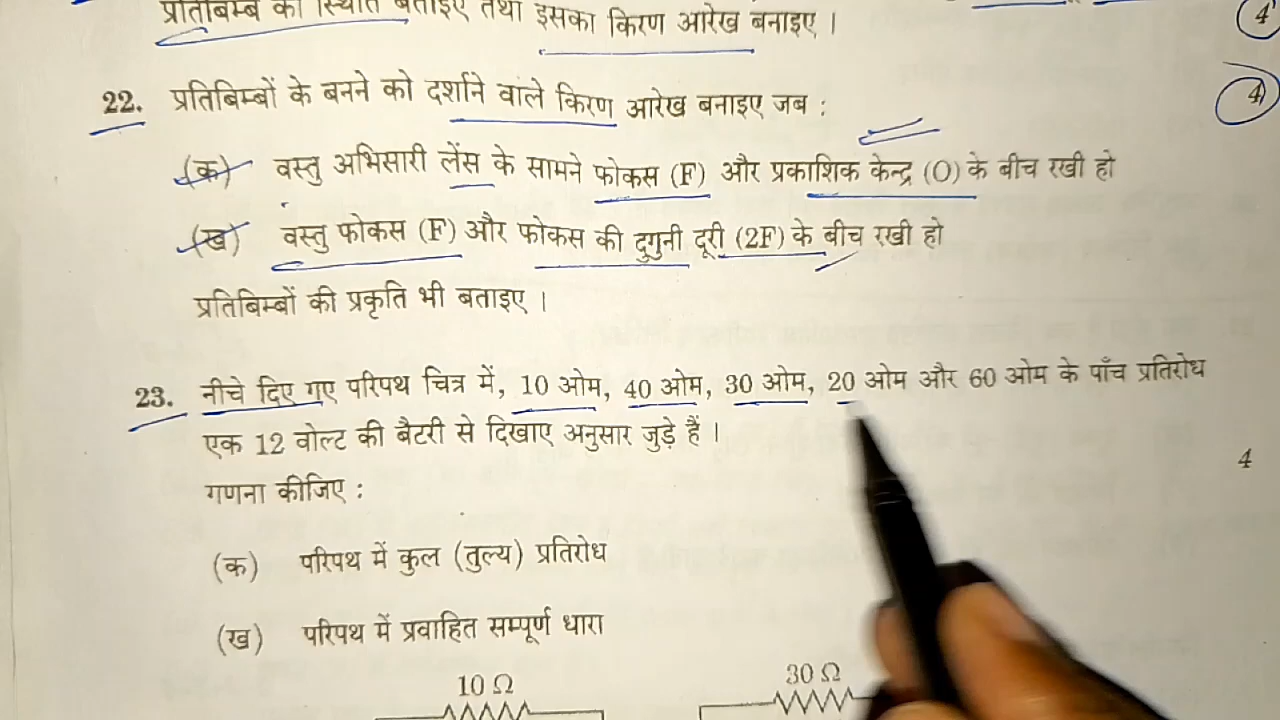 प्रतिबिम्ब की स्थिति बताइए तथा इसका किरण आरेख बनाइए ।
4
22. प्रतिबिम्बों के बनने को दर्शाने वाले किरण आरेख बनाइए जब :
4
(क) वस्तु अभिसारी लेंस के सामने फोकस (F) और प्रकाशिक केन्द्र (O) के बीच रखी हो
(ख) वस्तु फोकस (F) और फोकस की दुगुनी दूरी (2F) के बीच रखी हो
प्रतिबिम्बों की प्रकृति भी बताइए ।
23. नीचे दिए गए परिपथ चित्र में, 10 ओम, 40 ओम, 30 ओम, 20 ओम और 60 ओम के पाँच प्रतिरोध
एक 12 वोल्ट की बैटरी से दिखाए अनुसार जुड़े हैं ।
4
गणना कीजिए :
(क) परिपथ में कुल (तुल्य) प्रतिरोध
(ख) परिपथ में प्रवाहित सम्पूर्ण धारा
10 Ω 30 Ω